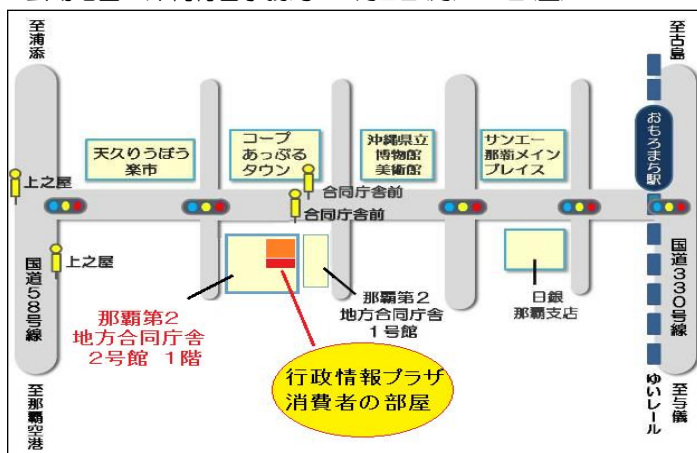 至浦添
至古島
天久りうぼう
楽市
コープ
あっぷる
タウン
沖縄県立
博物館
美術館
サンエー
那覇メイン
プレイス
おもろまち駅
上之屋
合同庁舎前
合同庁舎前
上之屋
国道58号線
国道330号線
那覇第2
地方合同庁舎
2号館 1階
那覇第2
地方合同庁舎
1号館
日銀
那覇支店
行政情報プラザ
消費者の部屋
至那覇空港
ゆいレール
至与儀